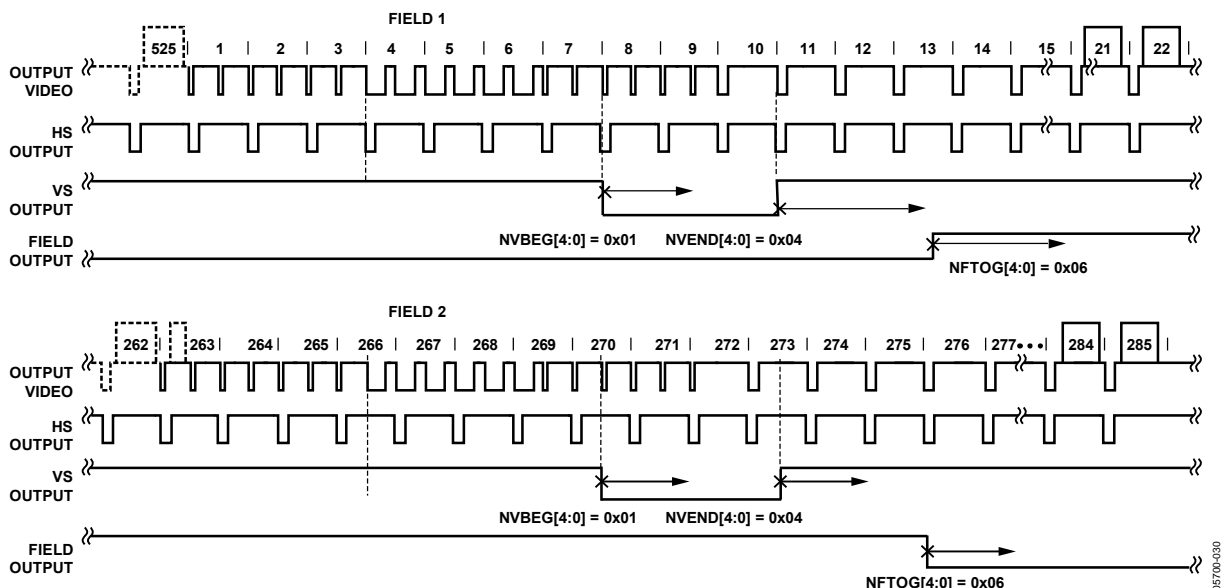 FIELD 1
525 1 2 3 4 5 6 7 8 9 10 11 12 13 14 15 21 22
OUTPUT
VIDEO
HS
OUTPUT
VS
OUTPUT
NVBEG[4:0] = 0x01 NVEND[4:0] = 0x04
FIELD
OUTPUT
NFTOG[4:0] = 0x06
FIELD 2
262 263 264 265 266 267 268 269 270 271 272 273 274 275 276 277 284 285
OUTPUT
VIDEO
HS
OUTPUT
VS
OUTPUT
NVBEG[4:0] = 0x01 NVEND[4:0] = 0x04
FIELD
OUTPUT
NFTOG[4:0] = 0x06
05700-030